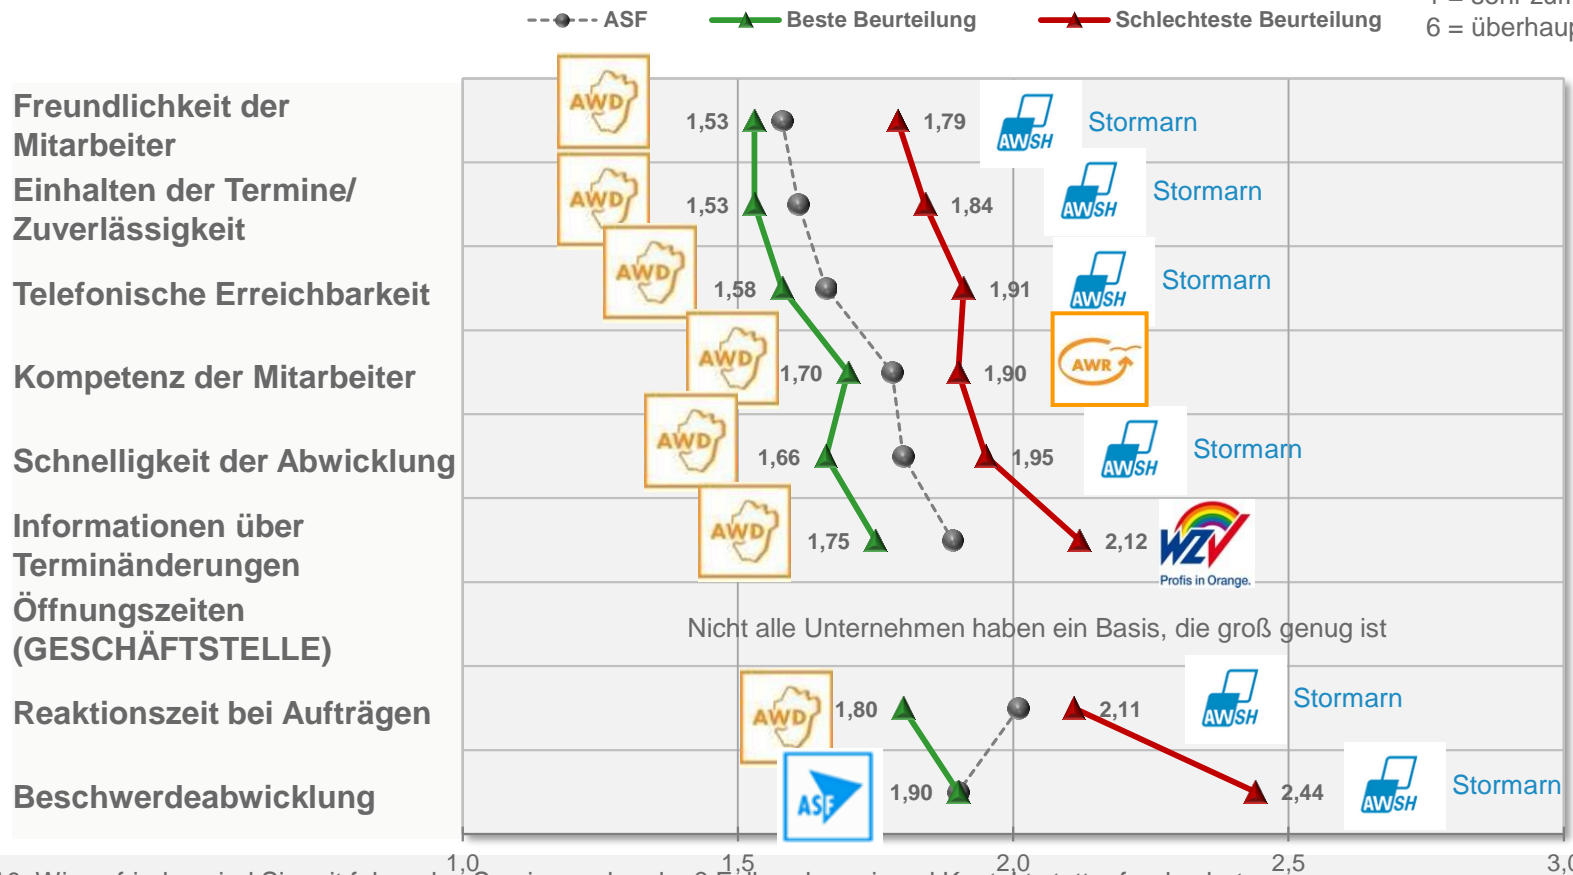 ASF Beste Beurteilung Schlechteste Beurteilung
6 = überhaup
Freundlichkeit der
Mitarbeiter
AWD 1,53 1,79 AWSH Stormarn
Einhalten der Termine/
Zuverlässigkeit
AWD 1,53 1,84 AWSH Stormarn
Telefonische Erreichbarkeit
AWD 1,58 1,91 AWSH Stormarn
Kompetenz der Mitarbeiter
AWD 1,70 1,90 AWR
Schnelligkeit der Abwicklung
AWD 1,66 1,95 AWSH Stormarn
Informationen über
Terminänderungen
AWD 1,75 2,12 WZV
Profis in Orange.
Öffnungszeiten
(GESCHÄFTSTELLE)
Nicht alle Unternehmen haben ein Basis, die groß genug ist
Reaktionszeit bei Aufträgen
AWD 1,80 2,11 AWSH Stormarn
Beschwerdeabwicklung
ASF 1,90 2,44 AWSH Stormarn
1,0 1,5 2,0 2,5 3,0